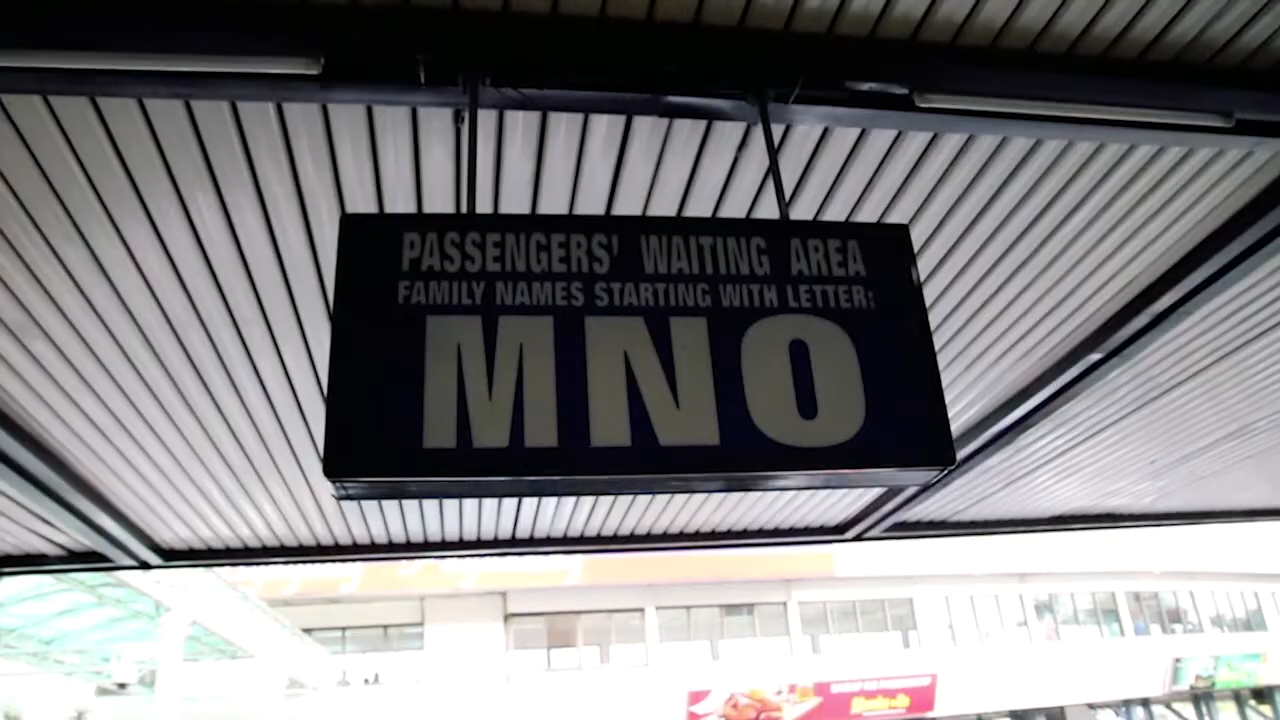 PASSENGERS' WAITING AREA
FAMILY NAMES STARTING WITH LETTER:
MNO